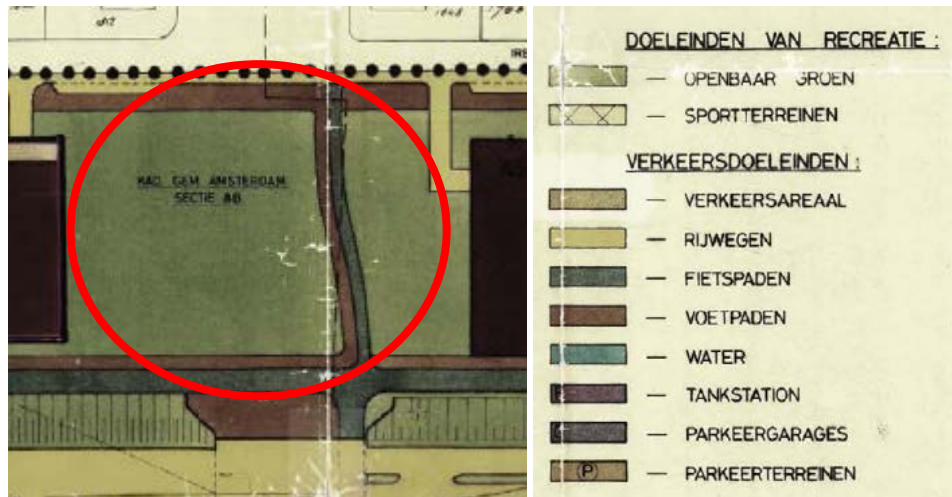 IRE
KAD. GEM. AMSTERDAM
SECTIE AB
DOELEINDEN VAN RECREATIE :
— OPENBAAR GROEN
— SPORTTERREINEN
VERKEERSDOELEINDEN :
— VERKEERSAREAAL
— RIJWEGEN
— FIETSPADEN
— VOETPADEN
— WATER
— TANKSTATION
— PARKEERGARAGES
P — PARKEERTERREINEN